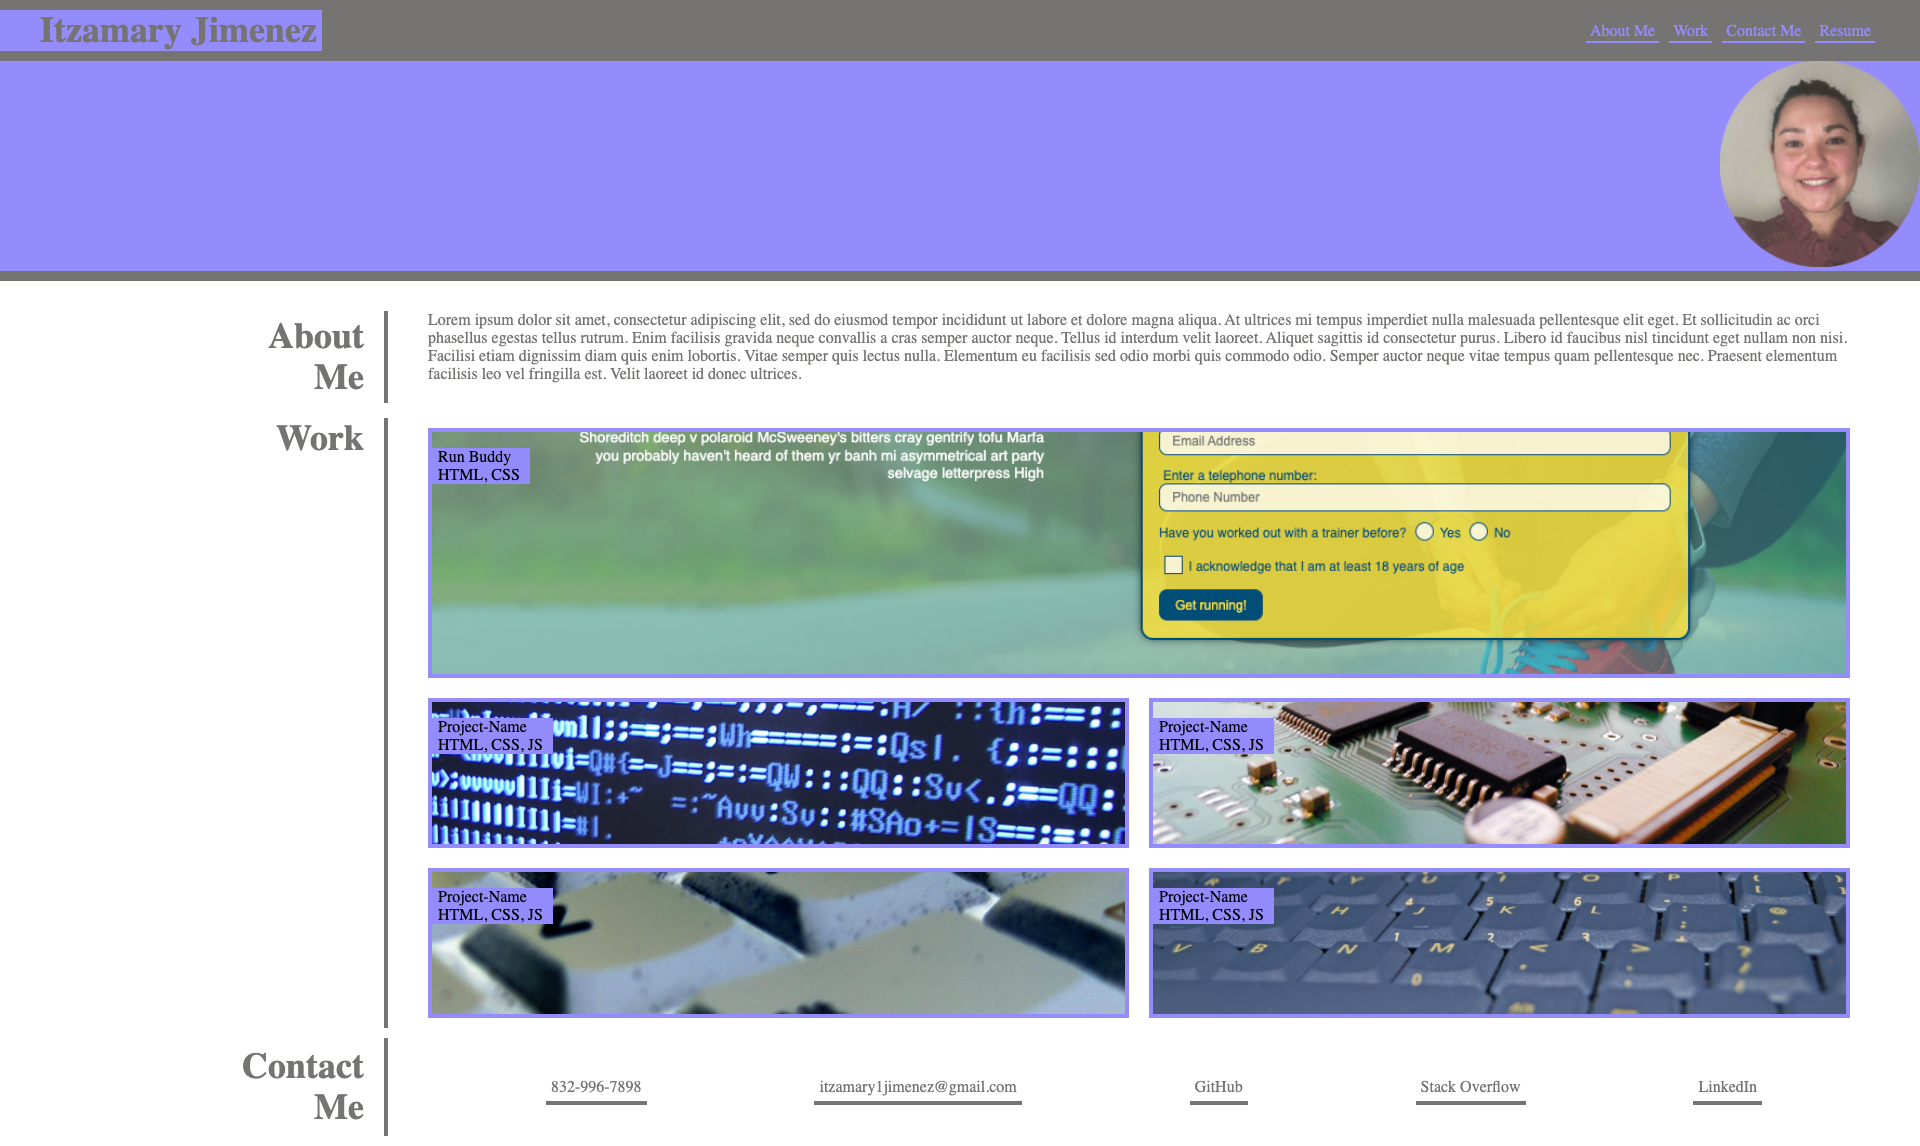 Itzamary Jimenez
About Me
Work
Contact Me
Resume
About
Me
Lorem ipsum dolor sit amet, consectetur adipiscing elit, sed do eiusmod tempor incididunt ut labore et dolore magna aliqua. At ultrices mi tempus imperdiet nulla malesuada pellentesque elit eget. Et sollicitudin ac orci
phasellus egestas tellus rutrum. Enim facilisis gravida neque convallis a cras semper auctor neque. Tellus id interdum velit laoreet. Aliquet sagittis id consectetur purus. Libero id faucibus nisl tincidunt eget nullam non nisi.
Facilisi etiam dignissim diam quis enim lobortis. Vitae semper quis lectus nulla. Elementum eu facilisis sed odio morbi quis commodo odio. Semper auctor neque vitae tempus quam pellentesque nec. Praesent elementum
facilisis leo vel fringilla est. Velit laoreet id donec ultrices.
Work
Run Buddy
HTML, CSS
Shoreditch deep v polaroid McSweeney's bitters cray gentrify tofu Marfa
you probably haven't heard of them yr banh mi asymmetrical art party
selvage letterpress High
Email Address
Enter a telephone number:
Phone Number
Have you worked out with a trainer before? Yes No
I acknowledge that I am at least 18 years of age
Get running!
Project-Name
HTML, CSS, JS
Project-Name
HTML, CSS, JS
Project-Name
HTML, CSS, JS
Project-Name
HTML, CSS, JS
H J K L
V B N M < >
Contact
Me
832-996-7898
itzamary1jimenez@gmail.com
GitHub
Stack Overflow
LinkedIn